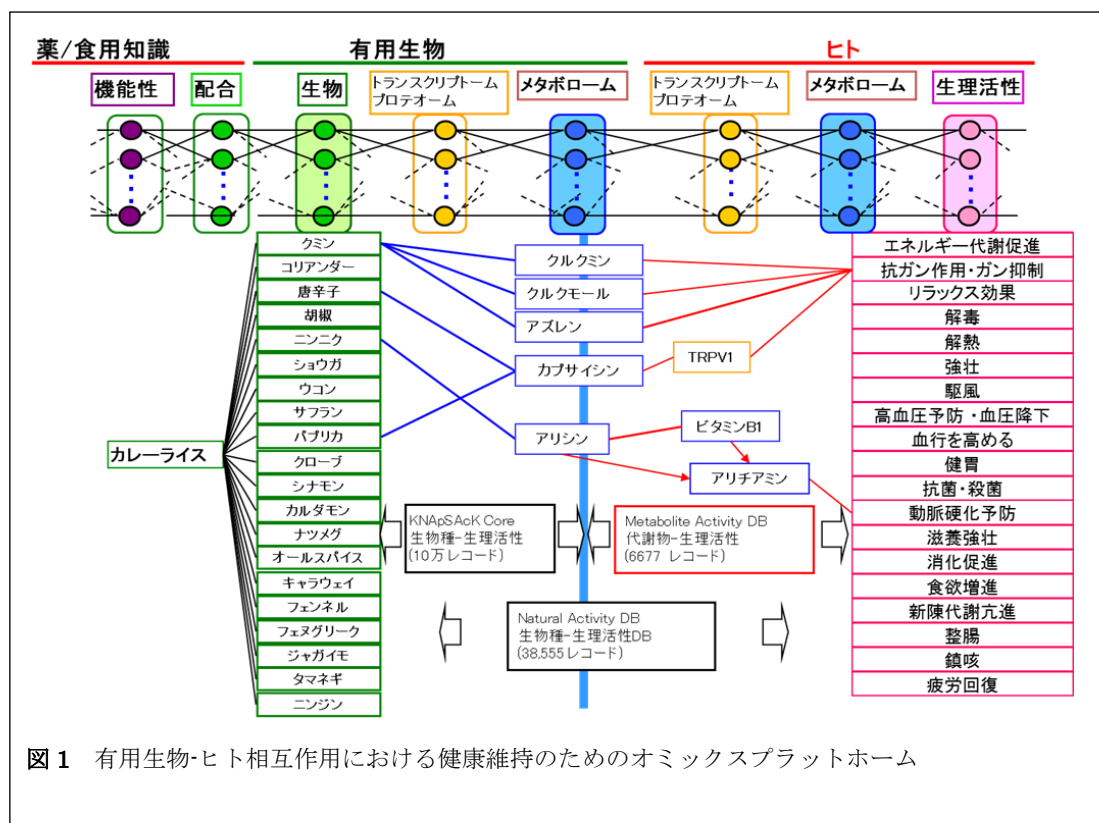 薬/食用知識
有用生物
ヒト
機能性
配合
生物
トランスクリプトーム
プロテオーム
メタボローム
トランスクリプトーム
プロテオーム
メタボローム
生理活性
クミン
コリアンダー
唐辛子
胡椒
ニンニク
ショウガ
ウコン
サフラン
パプリカ
クローブ
シナモン
カルダモン
ナツメグ
オールスパイス
キャラウェイ
フェンネル
フェヌグリーク
ジャガイモ
タマネギ
ニンジン
カレーライス
クルクミン
クルクモール
アズレン
カプサイシン
TRPV1
アリシン
ビタミンB1
アリチアミン
KNApSAcK Core
生物種-生理活性
(10万レコード)
Metabolite Activity DB
代謝物-生理活性
(6677 レコード)
Natural Activity DB
生物種-生理活性DB
(38,555レコード)
エネルギー代謝促進
抗ガン作用・ガン抑制
リラックス効果
解毒
解熱
強壮
駆風
高血圧予防・血圧降下
血行を高める
健胃
抗菌・殺菌
動脈硬化予防
滋養強壮
消化促進
食欲増進
新陳代謝亢進
整腸
鎮咳
疲労回復
図1 有用生物-ヒト相互作用における健康維持のためのオミックスプラットホーム